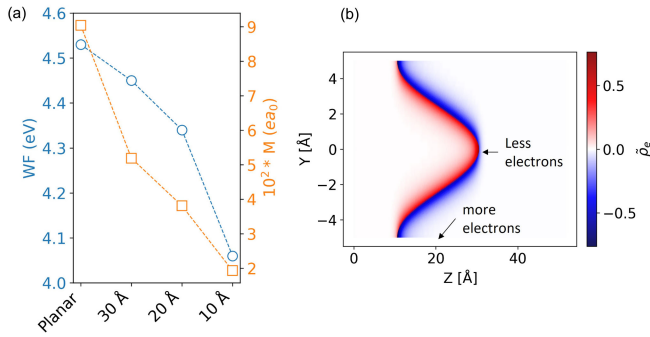 (a)
4.6
4.5
4.4
4.3
4.2
4.1
4.0
WF (eV)
9
8
7
6
5
4
3
2
10² * M (ea₀)
Planar
30 Å
20 Å
10 Å
(b)
4
2
0
−2
−4
Y [Å]
0
20
40
Z [Å]
Less
electrons
more
electrons
0.5
0.0
−0.5
ρ̃ₑ